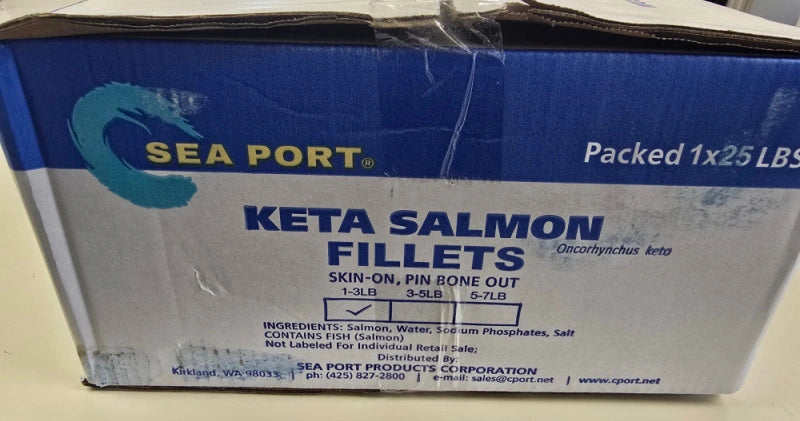 SEA PORT®
Packed 1x25 LBS
KETA SALMON
FILLETS
Oncorhynchus keta
SKIN-ON, PIN BONE OUT
1-3LB 3-5LB 5-7LB
INGREDIENTS: Salmon, Water, Sodium Phosphates, Salt
CONTAINS FISH (Salmon)
Not Labeled For Individual Retail Sale;
Distributed By:
SEA PORT PRODUCTS CORPORATION
Kirkland, WA 98033 | ph: (425) 827-2800 | e-mail: sales@cport.net | www.cport.net